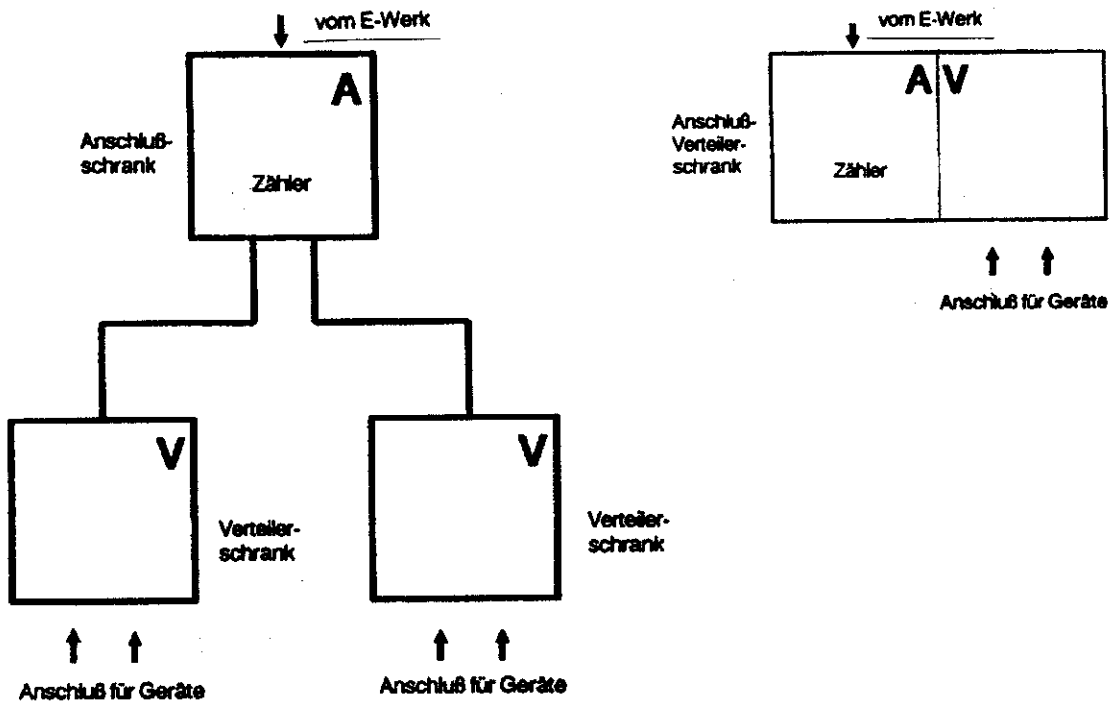 vom E-Werk
A
Anschluß-
schrank
Zähler
V
Verteiler-
schrank
Anschluß für Geräte
V
Verteiler-
schrank
Anschluß für Geräte
vom E-Werk
A V
Anschluß-
Verteiler-
schrank
Zähler
Anschluß für Geräte